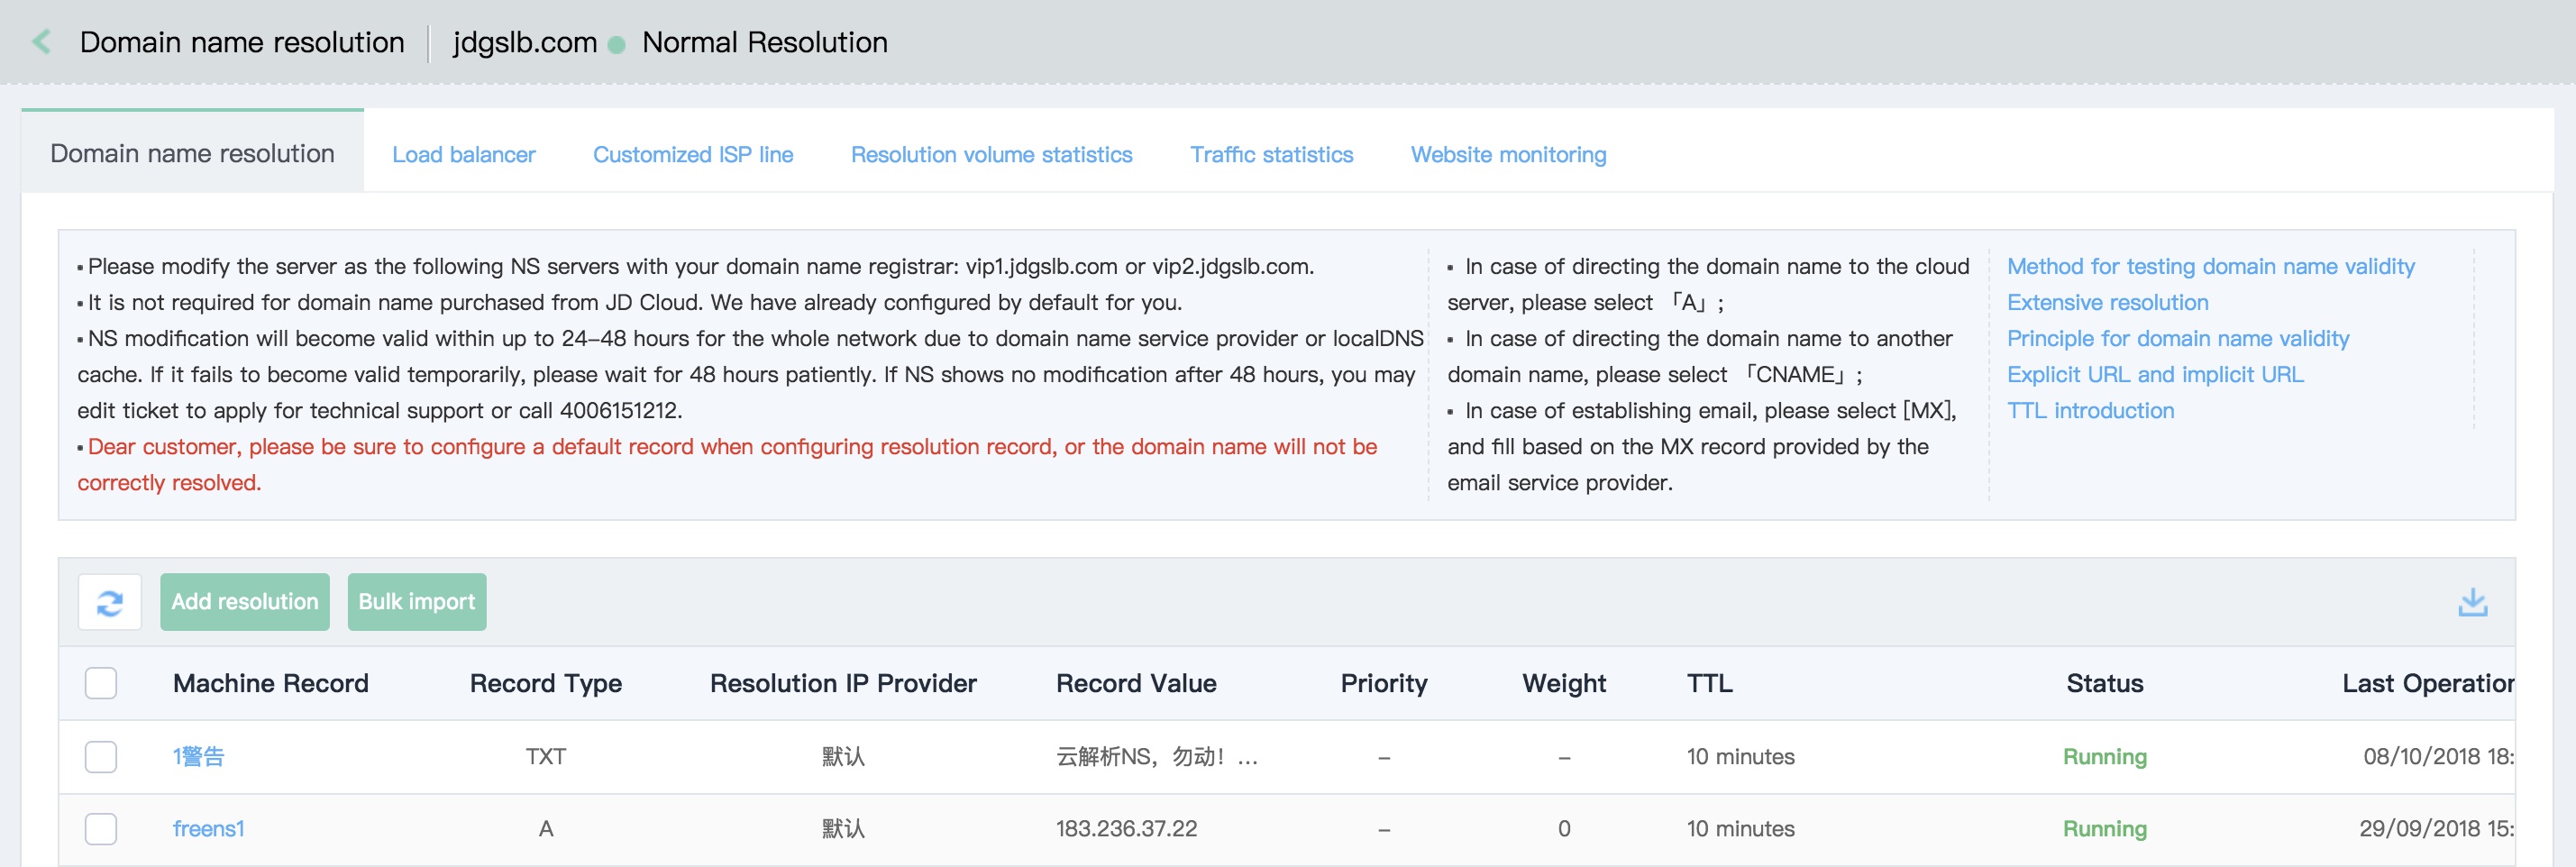 Domain name resolution jdgslb.com Normal Resolution
Domain name resolution Load balancer Customized ISP line Resolution volume statistics Traffic statistics Website monitoring
▪ Please modify the server as the following NS servers with your domain name registrar: vip1.jdgslb.com or vip2.jdgslb.com.
▪ It is not required for domain name purchased from JD Cloud. We have already configured by default for you.
▪ NS modification will become valid within up to 24-48 hours for the whole network due to domain name service provider or localDNS
cache. If it fails to become valid temporarily, please wait for 48 hours patiently. If NS shows no modification after 48 hours, you may
edit ticket to apply for technical support or call 4006151212.
▪ Dear customer, please be sure to configure a default record when configuring resolution record, or the domain name will not be
correctly resolved.
▪ In case of directing the domain name to the cloud
server, please select 「A」;
▪ In case of directing the domain name to another
domain name, please select 「CNAME」;
▪ In case of establishing email, please select [MX],
and fill based on the MX record provided by the
email service provider.
Method for testing domain name validity
Extensive resolution
Principle for domain name validity
Explicit URL and implicit URL
TTL introduction
Add resolution Bulk import
Machine Record Record Type Resolution IP Provider Record Value Priority Weight TTL Status Last Operation
1警告 TXT 默认 云解析NS，勿动！... – – 10 minutes Running 08/10/2018 18:
freens1 A 默认 183.236.37.22 – 0 10 minutes Running 29/09/2018 15: